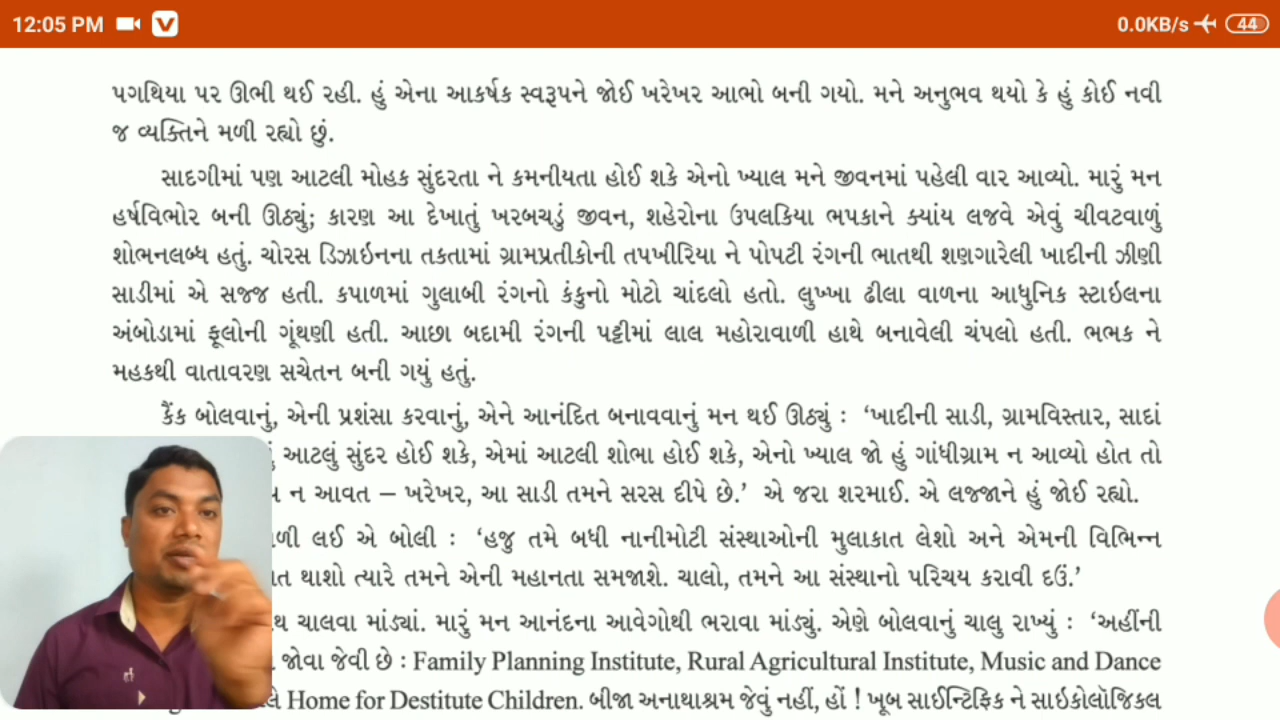 12:05 PM
0.0KB/s 44
પગથિયા પર ઊભી થઈ રહી. હું એના આકર્ષક સ્વરૂપને જોઈ ખરેખર આભો બની ગયો. મને અનુભવ થયો કે હું કોઈ નવી
જ વ્યક્તિને મળી રહ્યો છું.
સાદગીમાં પણ આટલી મોહક સુંદરતા ને કમનીયતા હોઈ શકે એનો ખ્યાલ મને જીવનમાં પહેલી વાર આવ્યો. મારું મન
હર્ષવિભોર બની ઊઠ્યું; કારણ આ દેખાતું ખરબચડું જીવન, શહેરોના ઉપલકિયા ભપકાને ક્યાંય લજવે એવું ચીવટવાળું
શોભનલબ્ધ હતું. ચોરસ ડિઝાઇનના તકતામાં ગ્રામપ્રતીકોની તપખીરિયા ને પોપટી રંગની ભાતથી શણગારેલી ખાદીની ઝીણી
સાડીમાં એ સજ્જ હતી. કપાળમાં ગુલાબી રંગનો કંકુનો મોટો ચાંદલો હતો. લુખ્ખા ઢીલા વાળના આધુનિક સ્ટાઇલના
અંબોડામાં ફૂલોની ગૂંથણી હતી. આછા બદામી રંગની પટ્ટીમાં લાલ મહોરાવાળી હાથે બનાવેલી ચંપલો હતી. ભભક ને
મહકથી વાતાવરણ સચેતન બની ગયું હતું.
કૈંક બોલવાનું, એની પ્રશંસા કરવાનું, એને આનંદિત બનાવવાનું મન થઈ ઊઠ્યું : ‘ખાદીની સાડી, ગ્રામવિસ્તાર, સાદાં
આટલું સુંદર હોઈ શકે, એમાં આટલી શોભા હોઈ શકે, એનો ખ્યાલ જો હું ગાંધીગ્રામ ન આવ્યો હોત તો
ન આવત – ખરેખર, આ સાડી તમને સરસ દીપે છે.’ એ જરા શરમાઈ. એ લજ્જાને હું જોઈ રહ્યો.
લઈ એ બોલી : ‘હજુ તમે બધી નાનીમોટી સંસ્થાઓની મુલાકાત લેશો અને એમની વિભિન્ન
થાશો ત્યારે તમને એની મહાનતા સમજાશે. ચાલો, તમને આ સંસ્થાનો પરિચય કરાવી દઉં.’
ચાલવા માંડ્યાં. મારું મન આનંદના આવેગોથી ભરાવા માંડ્યું. એણે બોલવાનું ચાલુ રાખ્યું : ‘અહીંની
જોવા જેવી છે : Family Planning Institute, Rural Agricultural Institute, Music and Dance
Home for Destitute Children. બીજા અનાથાશ્રમ જેવું નહીં, હોં ! ખૂબ સાઈન્ટિફિક ને સાઇકોલૉજિકલ